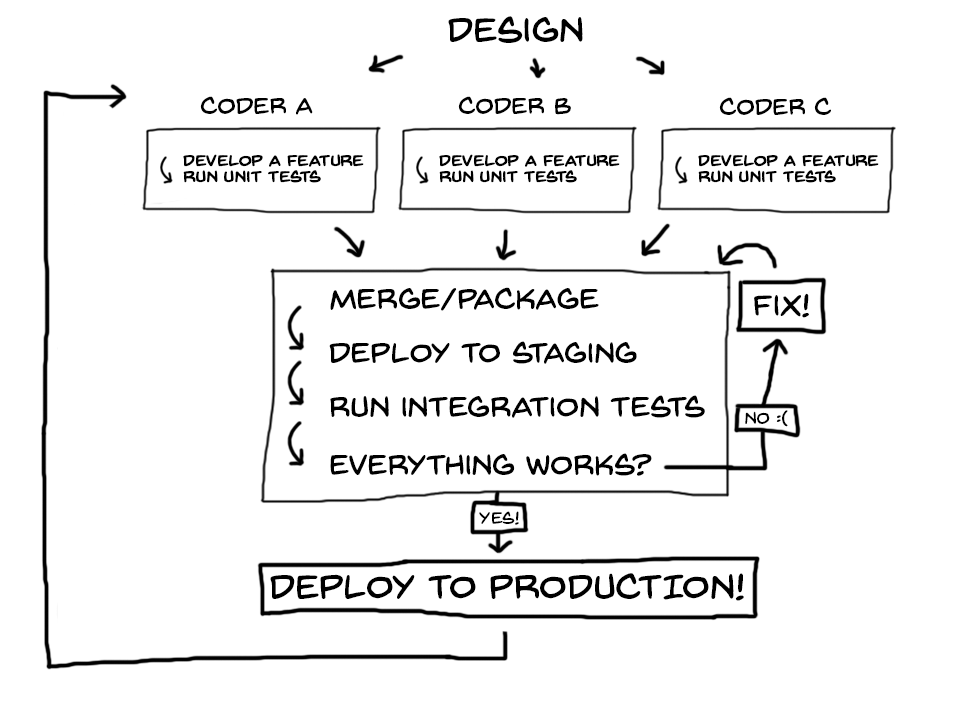 DESIGN
CODER A
CODER B
CODER C
DEVELOP A FEATURE
RUN UNIT TESTS
DEVELOP A FEATURE
RUN UNIT TESTS
DEVELOP A FEATURE
RUN UNIT TESTS
MERGE/PACKAGE
FIX!
DEPLOY TO STAGING
RUN INTEGRATION TESTS
NO :(
EVERYTHING WORKS?
YES!
DEPLOY TO PRODUCTION!